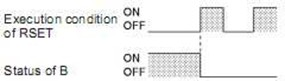 Execution condition ON
of RSET OFF
Status of B ON
OFF